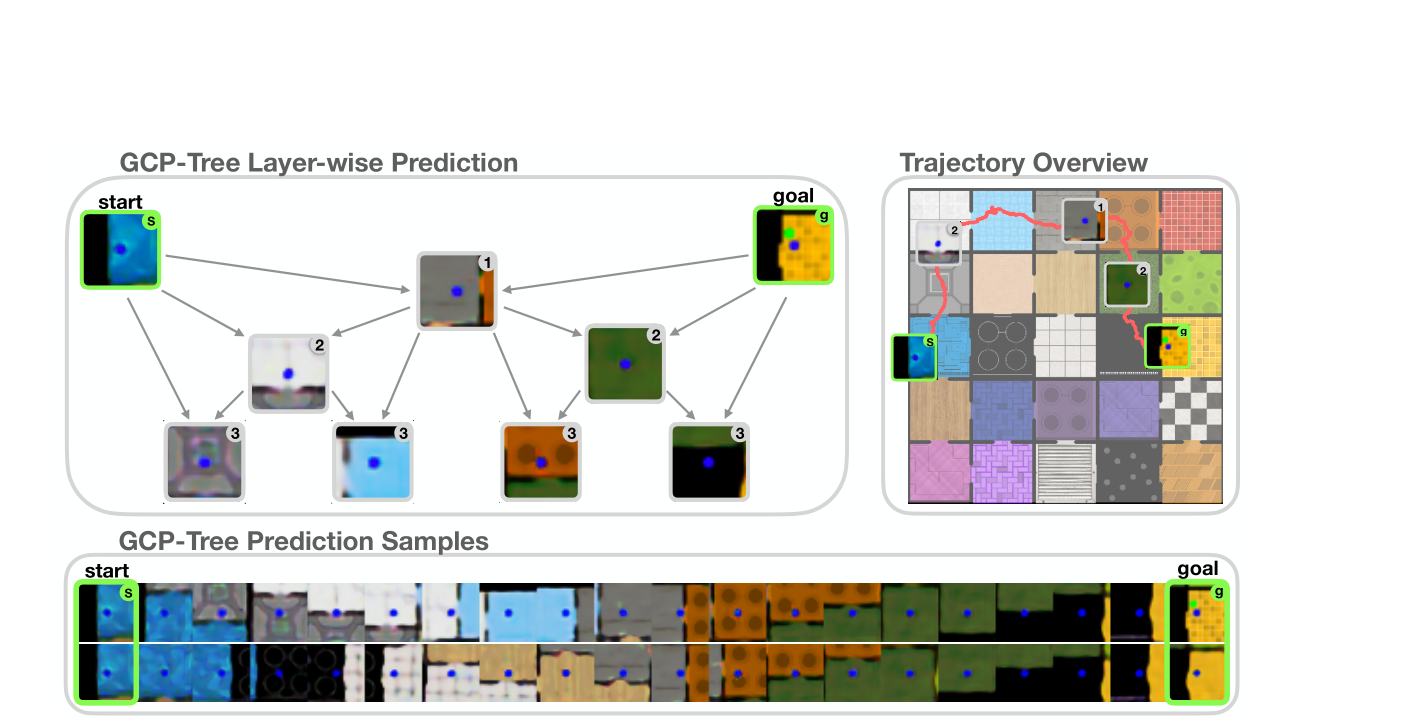 GCP-Tree Layer-wise Prediction
Trajectory Overview
start
goal
s
g
1
2
2
3
3
3
3
1
2
2
s
g
GCP-Tree Prediction Samples
start
goal
s
g